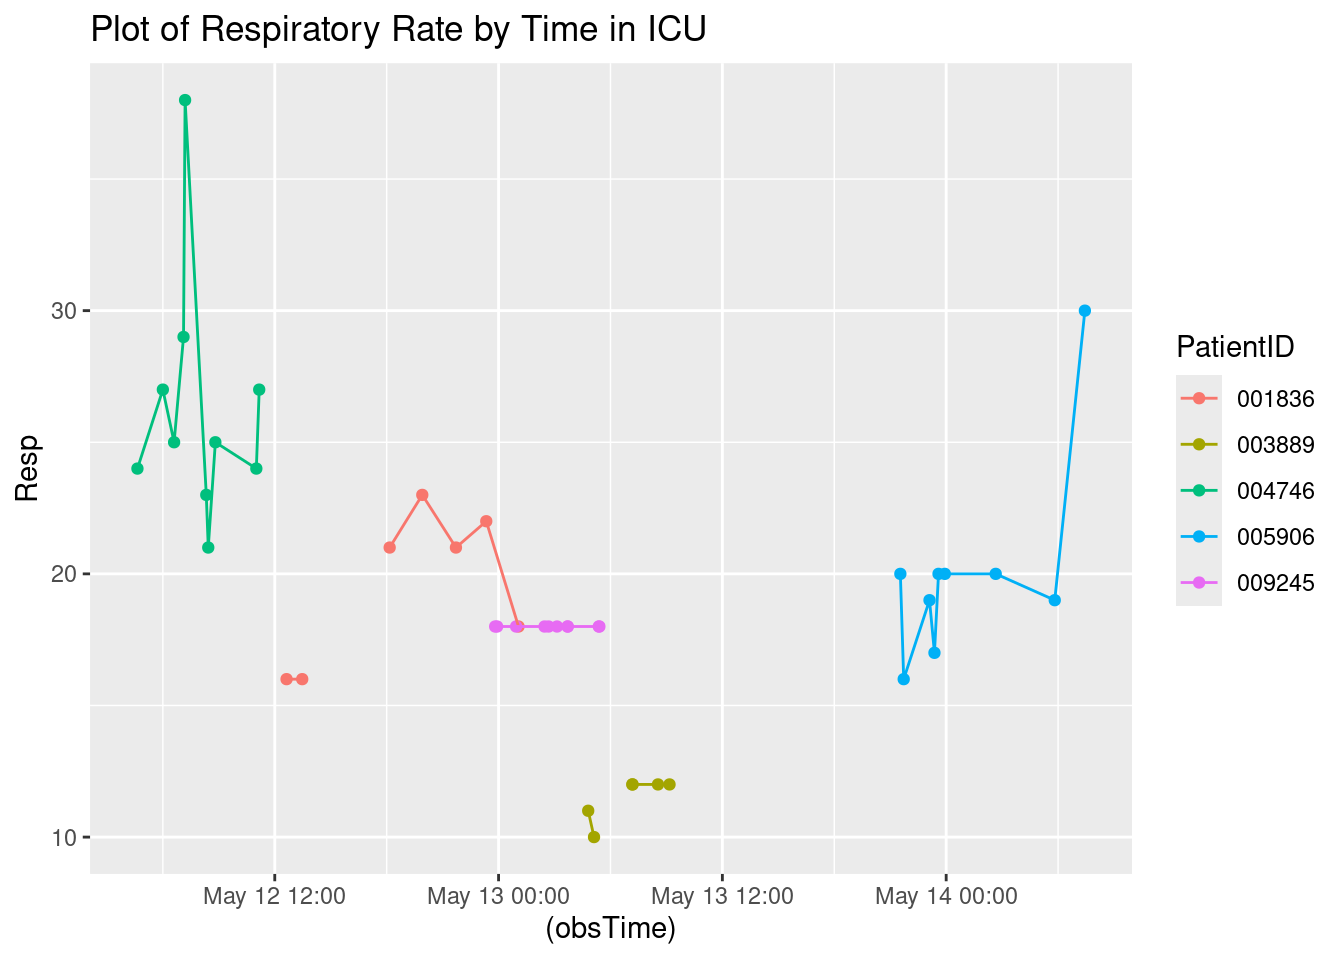 Plot of Respiratory Rate by Time in ICU
30
20
10
Resp
May 12 12:00
May 13 00:00
May 13 12:00
May 14 00:00
(obsTime)
PatientID
001836
003889
004746
005906
009245